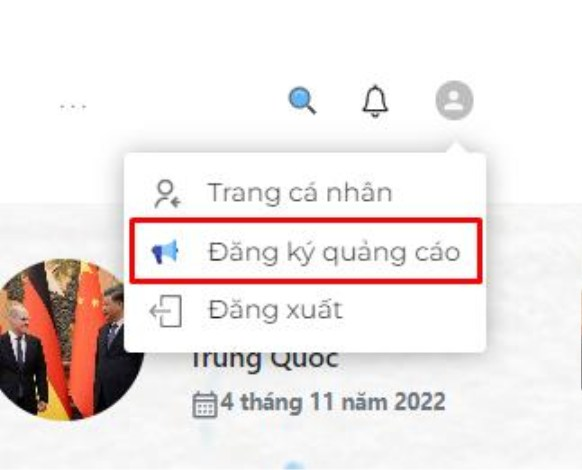 ...
Trang cá nhân
Đăng ký quảng cáo
Đăng xuất
Trung Quốc
4 tháng 11 năm 2022